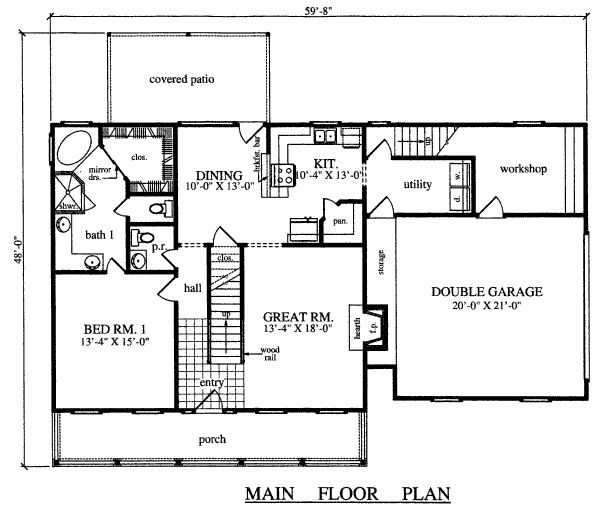 59'-8"
covered patio
48'-0"
clos.
mirror
drs.
shwr.
bath 1
p.r.
DINING
10'-0" X 13'-0"
brkfst. bar
KIT.
10'-4" X 13'-0"
pan.
up
utility
w.
d.
workshop
hall
clos.
up
GREAT RM.
13'-4" X 18'-0"
wood
rail
BED RM. 1
13'-4" X 15'-0"
entry
hearth
f.p.
storage
DOUBLE GARAGE
20'-0" X 21'-0"
porch
MAIN FLOOR PLAN